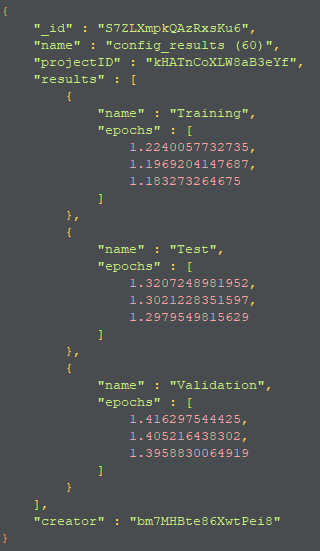 {
"_id" : "S7ZLXmpkQAzRxsKu6",
"name" : "config_results (60)",
"projectID" : "kHATnCoXLW8aB3eYf",
"results" : [
{
"name" : "Training",
"epochs" : [
1.2240057732735,
1.1969204147687,
1.183273264675
]
},
{
"name" : "Test",
"epochs" : [
1.3207248981952,
1.3021228351597,
1.2979549815629
]
},
{
"name" : "Validation",
"epochs" : [
1.416297544425,
1.405216438302,
1.3958830064919
]
}
],
"creator" : "bm7MHBte86XwtPei8"
}